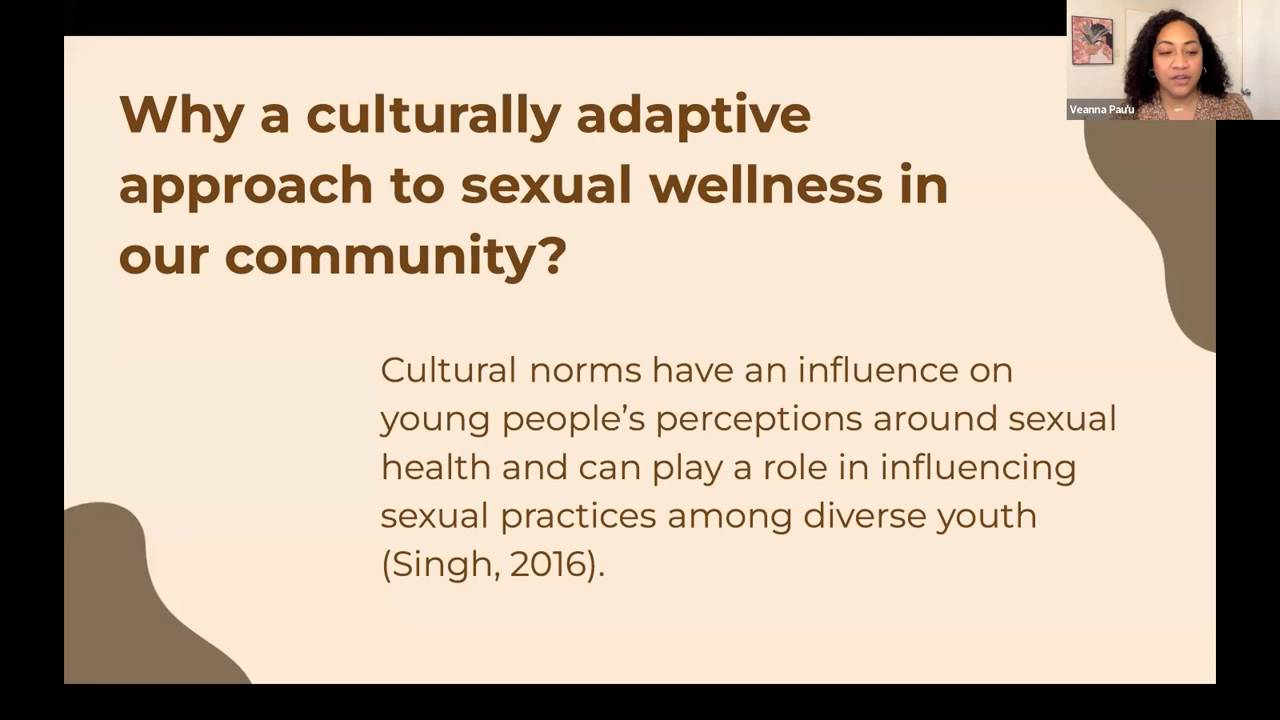 Why a culturally adaptive
approach to sexual wellness in
our community?
Cultural norms have an influence on
young people’s perceptions around sexual
health and can play a role in influencing
sexual practices among diverse youth
(Singh, 2016).
Veanna Pau'u